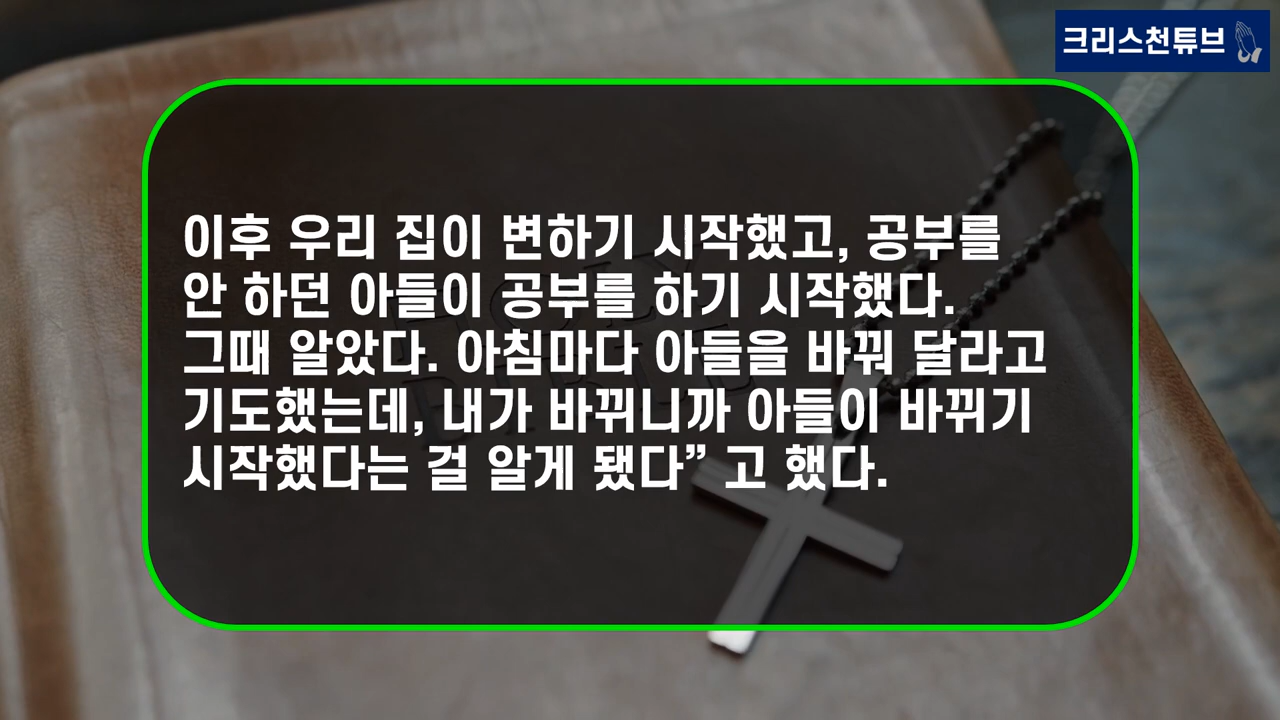 크리스천튜브
이후 우리 집이 변하기 시작했고, 공부를
안 하던 아들이 공부를 하기 시작했다.
그때 알았다. 아침마다 아들을 바꿔 달라고
기도했는데, 내가 바뀌니까 아들이 바뀌기
시작했다는 걸 알게 됐다” 고 했다.
HOLY
BIBLE